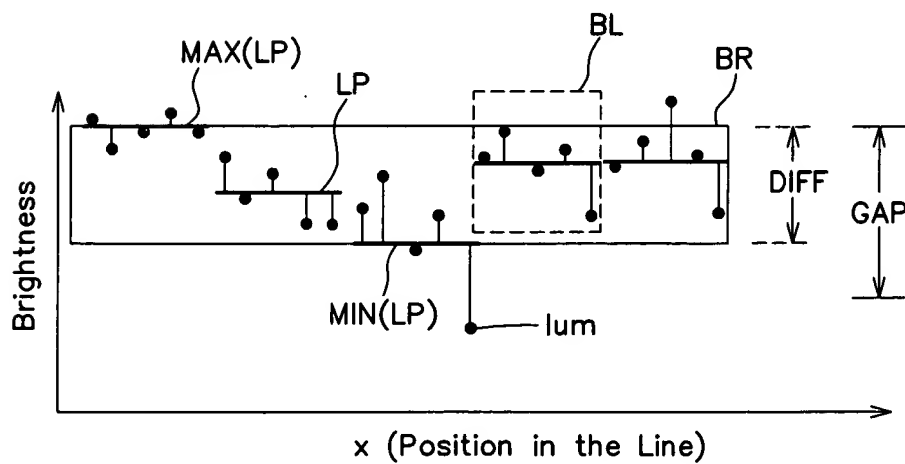 BL
BR
MAX(LP)
LP
DIFF
GAP
Brightness
MIN(LP)
lum
x (Position in the Line)